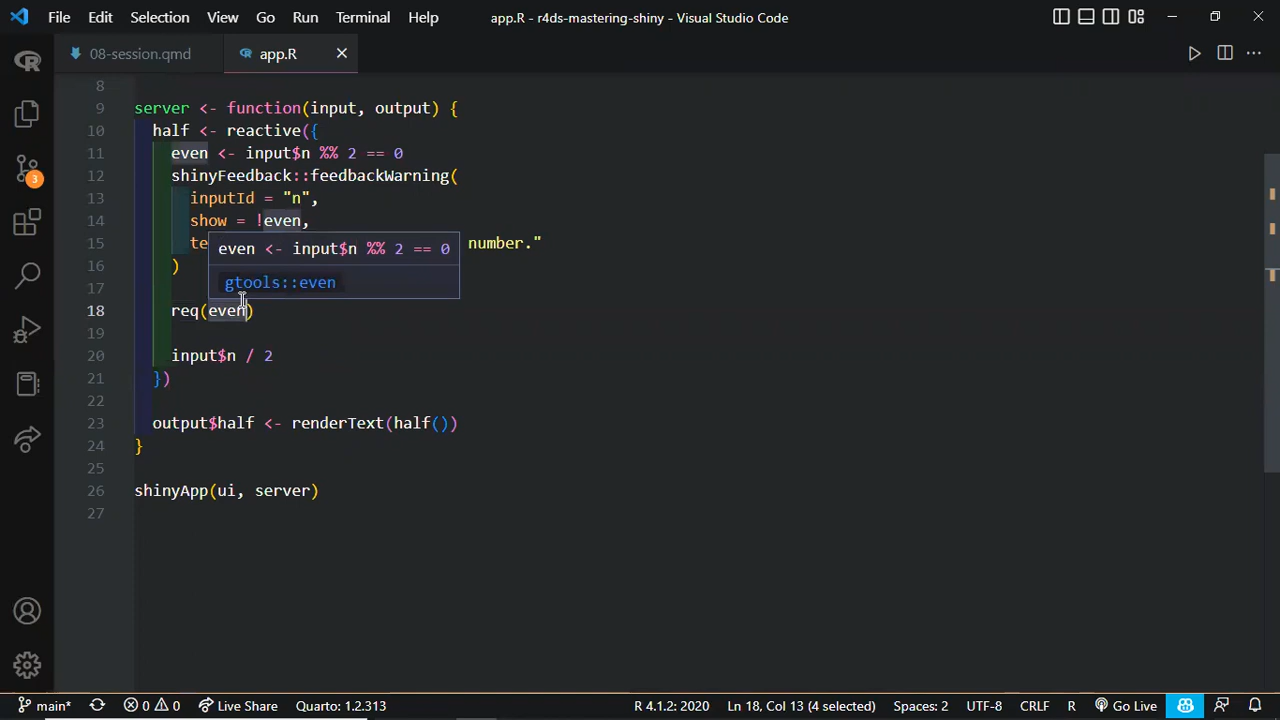 File Edit Selection View Go Run Terminal Help app.R - r4ds-mastering-shiny - Visual Studio Code
08-session.qmd app.R
8
9 server <- function(input, output) {
10 half <- reactive({
11 even <- input$n %% 2 == 0
12 shinyFeedback::feedbackWarning(
13 inputId = "n",
14 show = !even,
15 te number."
even <- input$n %% 2 == 0
16 )
gtools::even
17
18 req(even)
19
20 input$n / 2
21 })
22
23 output$half <- renderText(half())
24 }
25
26 shinyApp(ui, server)
27
3
main* 0 0 Live Share Quarto: 1.2.313 R 4.1.2: 2020 Ln 18, Col 13 (4 selected) Spaces: 2 UTF-8 CRLF R Go Live